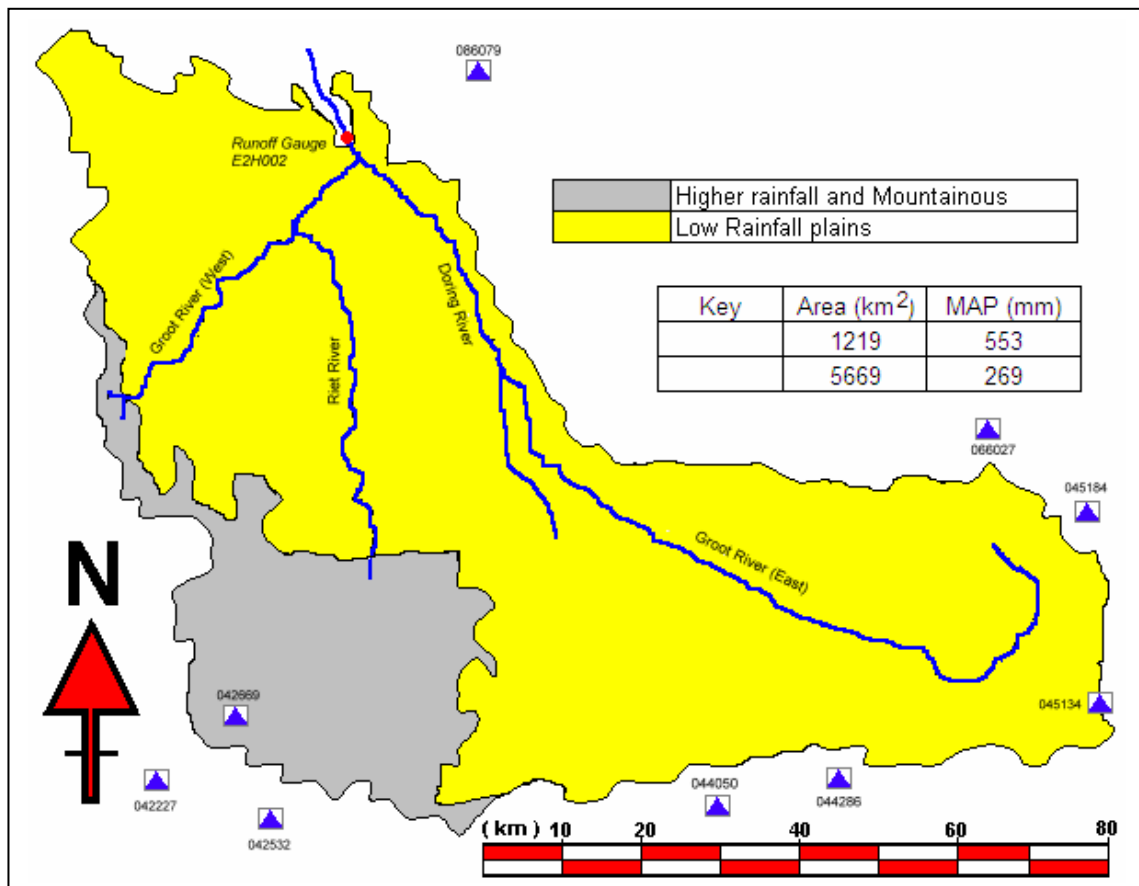 086079
Runoff Gauge
E2H002
Higher rainfall and Mountainous
Low Rainfall plains
Key Area (km²) MAP (mm)
1219 553
5669 269
Groot River (West)
Riet River
Doring River
Groot River (East)
066027
045184
045134
N
042669
042227
042532
044050
044286
(km) 10 20 40 60 80